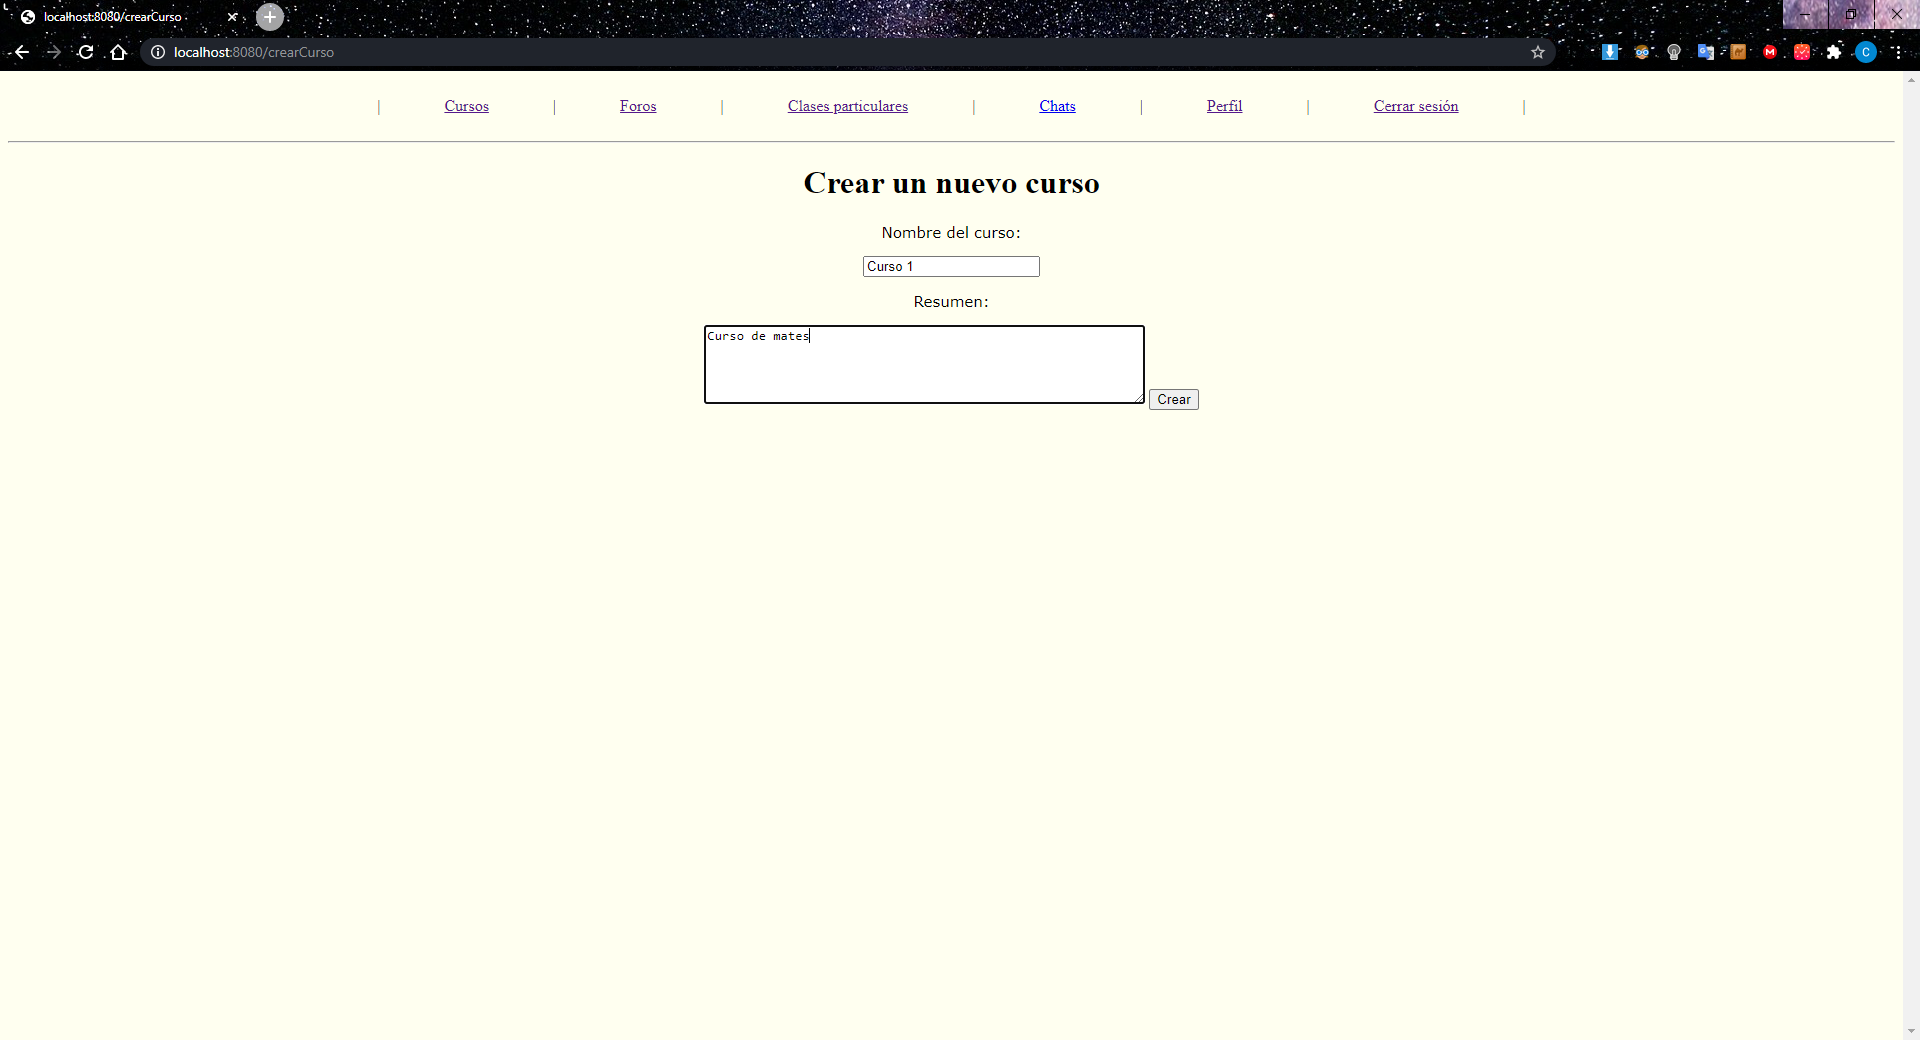 localhost:8080/crearCurso
localhost:8080/crearCurso
C
| Cursos | Foros | Clases particulares | Chats | Perfil | Cerrar sesión |
Crear un nuevo curso
Nombre del curso:
Curso 1
Resumen:
Curso de mates
Crear